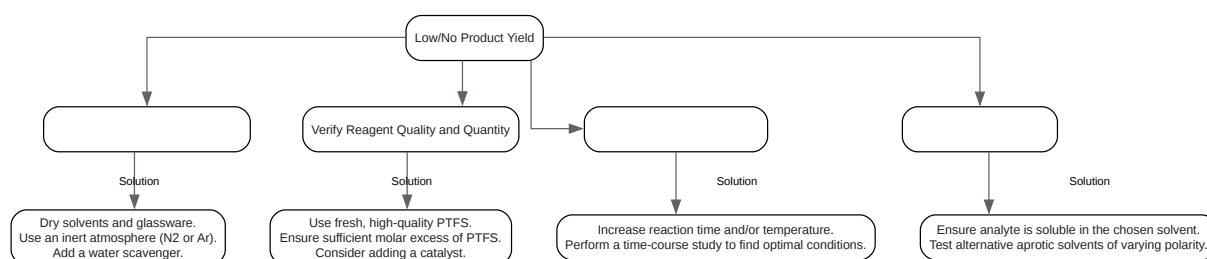 Low/No Product Yield
Verify Reagent Quality and Quantity
Solution
Solution
Solution
Solution
Dry solvents and glassware.
Use an inert atmosphere (N2 or Ar).
Add a water scavenger.
Use fresh, high-quality PTFS.
Ensure sufficient molar excess of PTFS.
Consider adding a catalyst.
Increase reaction time and/or temperature.
Perform a time-course study to find optimal conditions.
Ensure analyte is soluble in the chosen solvent.
Test alternative aprotic solvents of varying polarity.